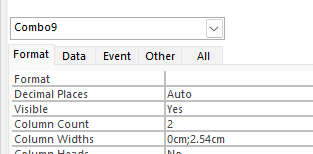 Combo9
Format Data Event Other All
Format
Decimal Places Auto
Visible Yes
Column Count 2
Column Widths 0cm;2.54cm
Column Heads No